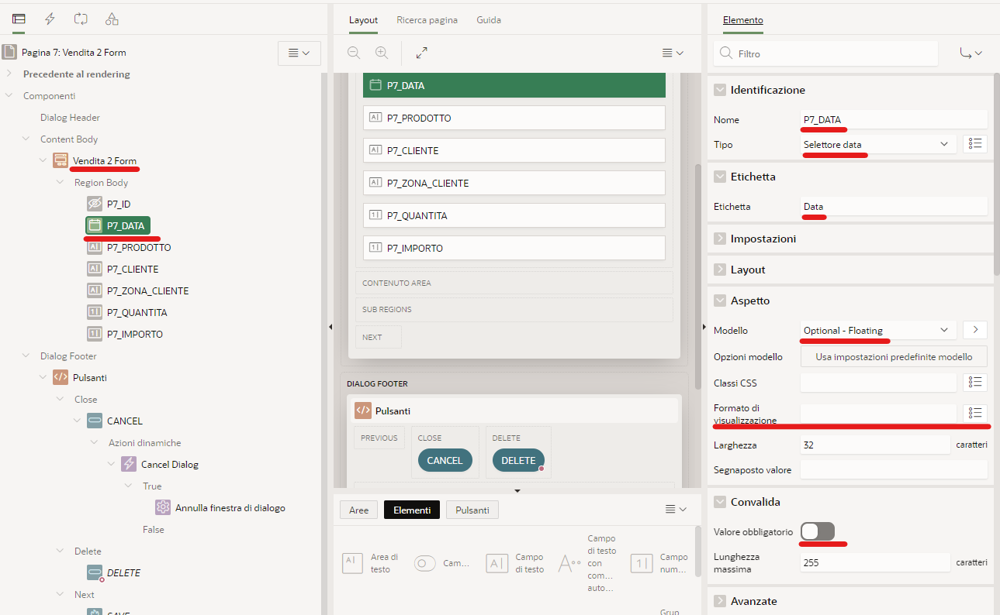 Pagina 7: Vendita 2 Form
Precedente al rendering
Componenti
Dialog Header
Content Body
Vendita 2 Form
Region Body
P7_ID
P7_DATA
P7_PRODOTTO
P7_CLIENTE
P7_ZONA_CLIENTE
P7_QUANTITA
P7_IMPORTO
Dialog Footer
Pulsanti
Close
CANCEL
Azioni dinamiche
Cancel Dialog
True
Annulla finestra di dialogo
False
Delete
DELETE
Next
SAVE
Layout Ricerca pagina Guida
P7_DATA
P7_PRODOTTO
P7_CLIENTE
P7_ZONA_CLIENTE
P7_QUANTITA
P7_IMPORTO
CONTENUTO AREA
SUB REGIONS
NEXT
DIALOG FOOTER
Pulsanti
PREVIOUS CLOSE DELETE
CANCEL DELETE
Aree Elementi Pulsanti
Area di
testo
Cam...
Campo
di testo
Campo
di testo
con
com...
auto...
Campo
num...
Grup
Elemento
Filtro
Identificazione
Nome P7_DATA
Tipo Selettore data
Etichetta
Etichetta Data
Impostazioni
Layout
Aspetto
Modello Optional - Floating
Opzioni modello Usa impostazioni predefinite modello
Classi CSS
Formato di
visualizzazione
Larghezza 32 caratteri
Segnaposto valore
Convalida
Valore obbligatorio
Lunghezza
massima 255 caratteri
Avanzate